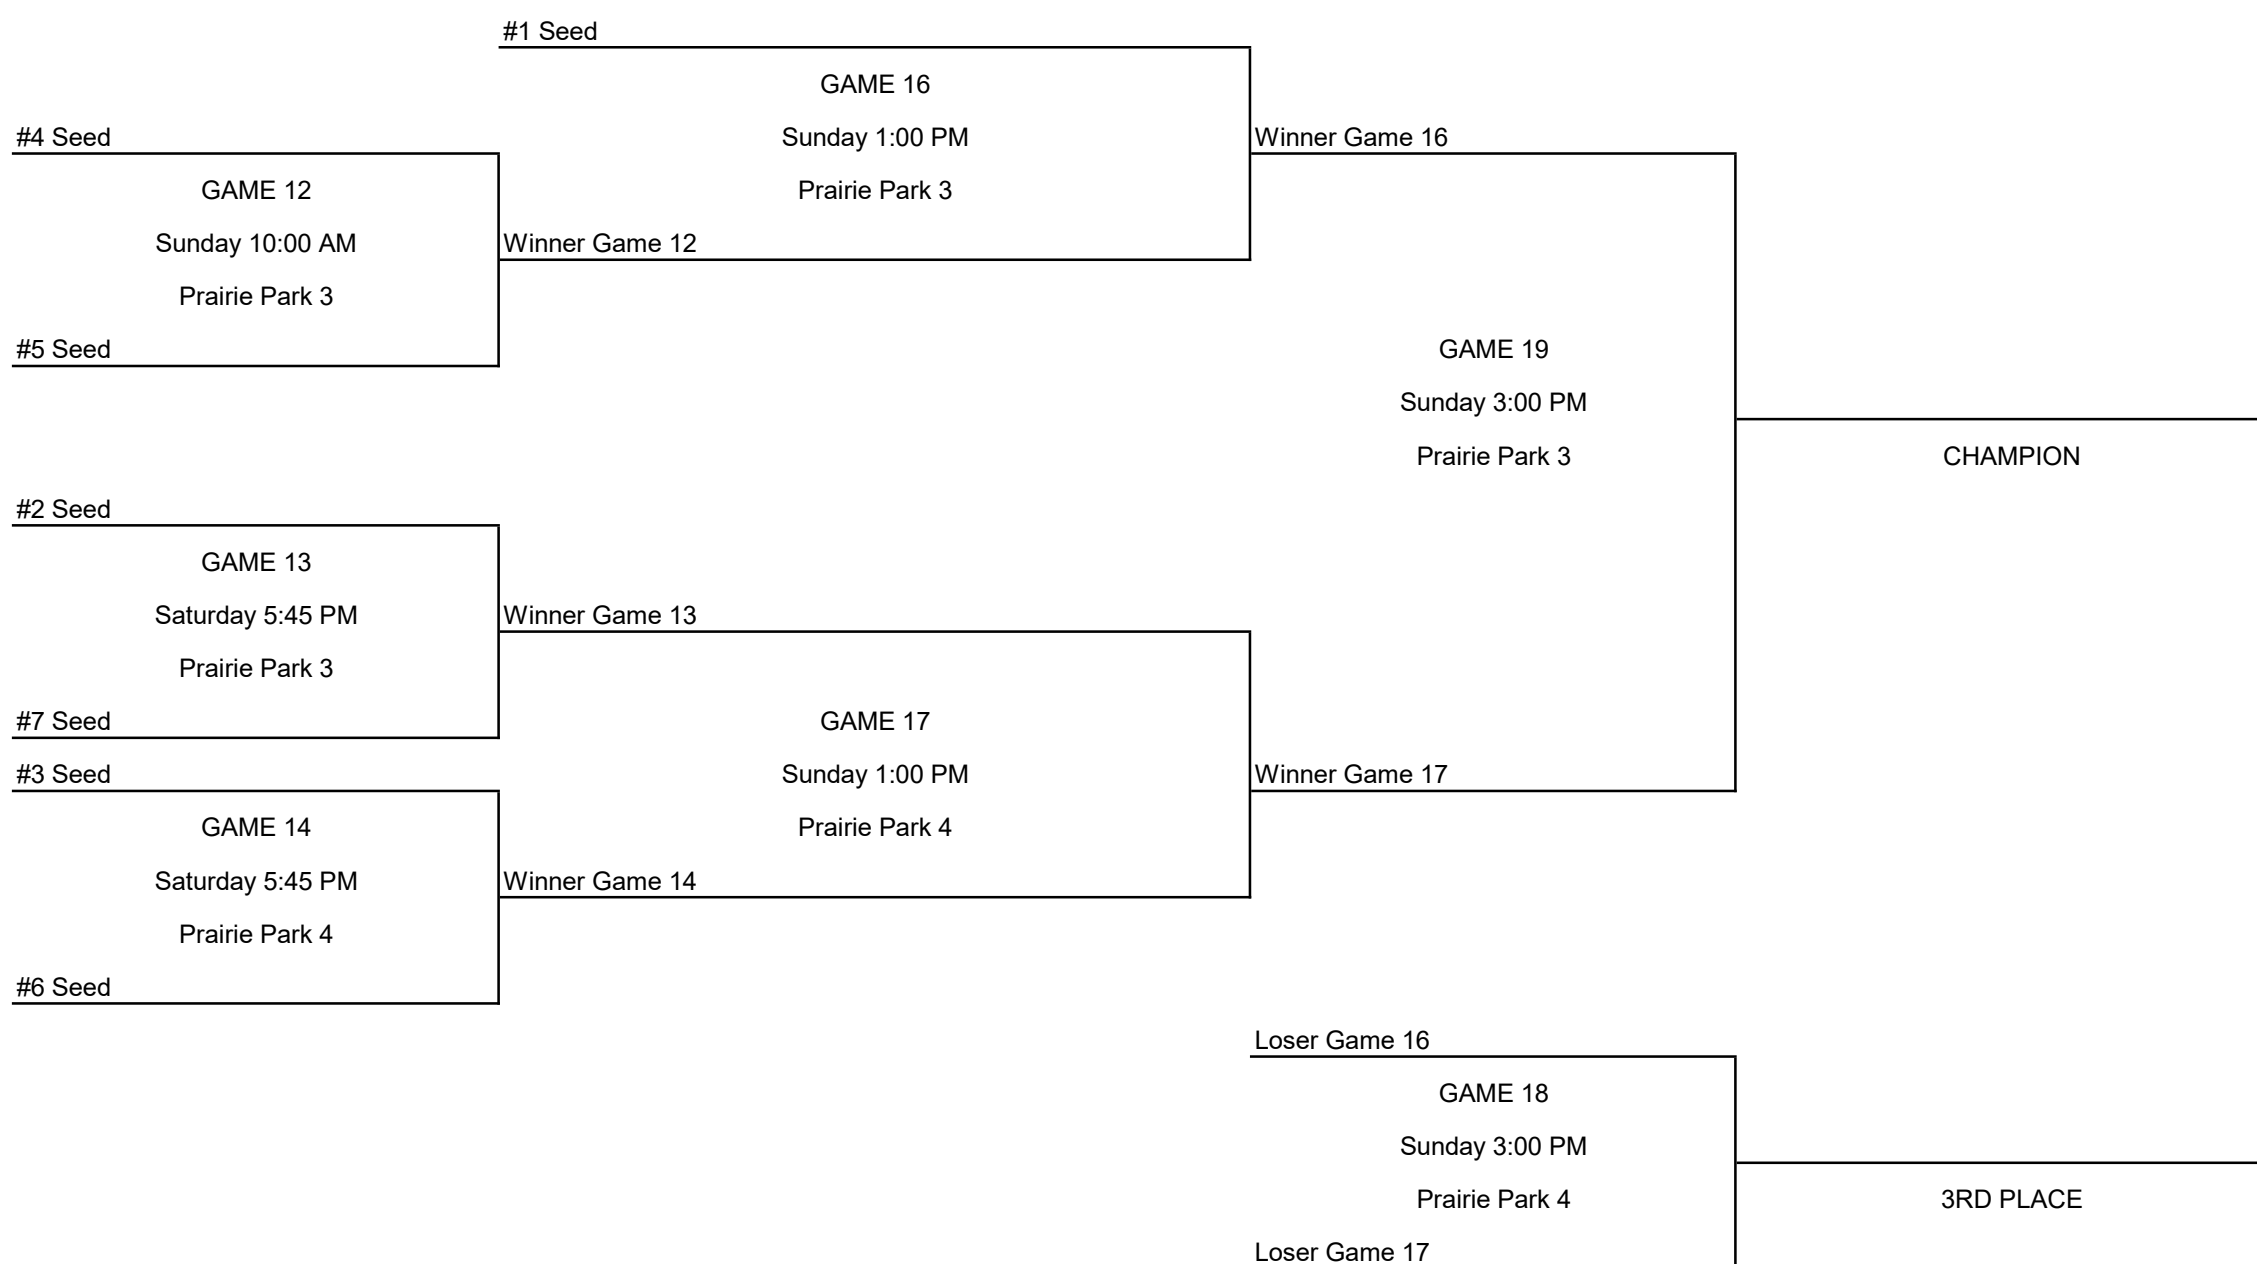 #1 Seed
GAME 16
Sunday 1:00 PM
Prairie Park 3
#4 Seed
GAME 12
Sunday 10:00 AM
Prairie Park 3
#5 Seed
Winner Game 12
Winner Game 16
GAME 19
Sunday 3:00 PM
Prairie Park 3
CHAMPION
#2 Seed
GAME 13
Saturday 5:45 PM
Prairie Park 3
#7 Seed
Winner Game 13
GAME 17
Sunday 1:00 PM
Prairie Park 4
Winner Game 17
#3 Seed
GAME 14
Saturday 5:45 PM
Prairie Park 4
#6 Seed
Winner Game 14
Loser Game 16
GAME 18
Sunday 3:00 PM
Prairie Park 4
Loser Game 17
3RD PLACE